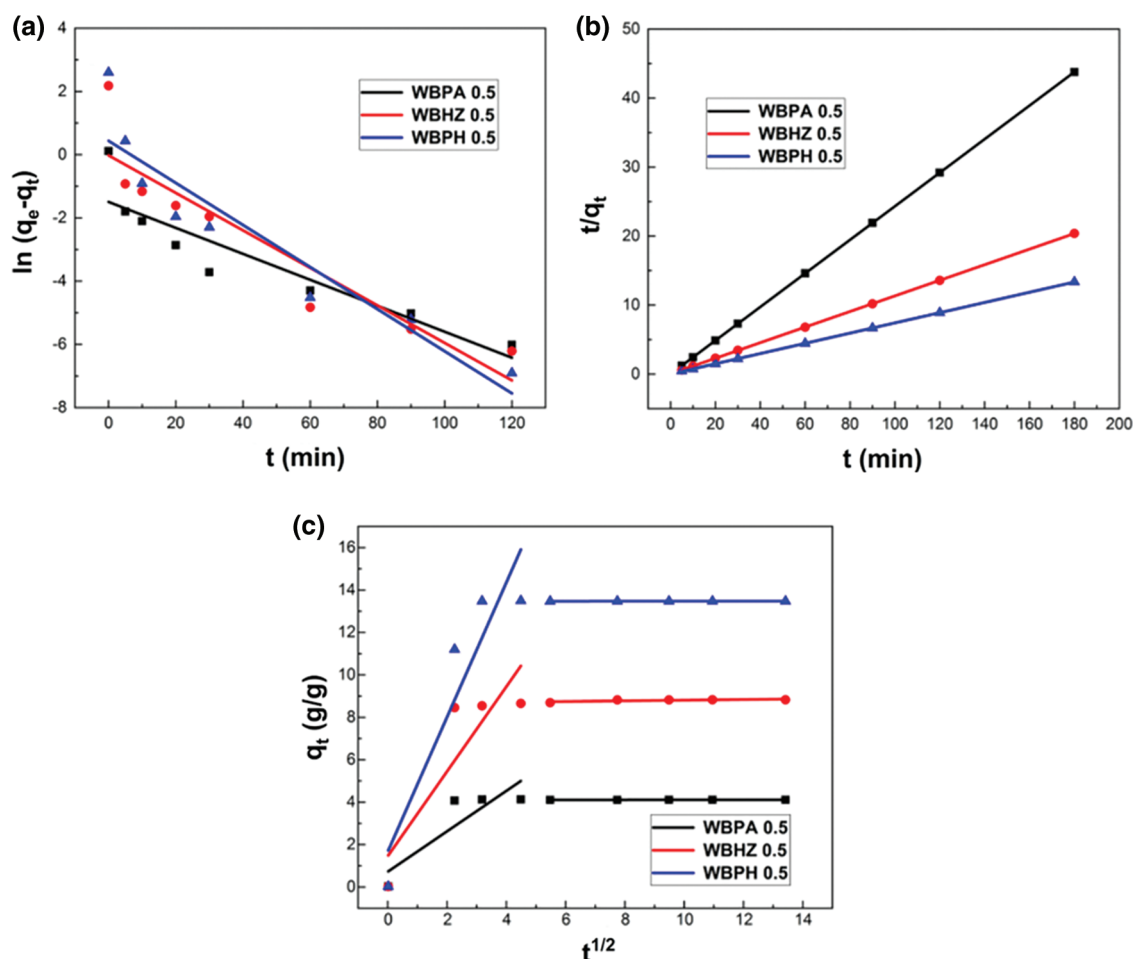 (a)
4
2
0
-2
-4
-6
-8
ln (qₑ-qₜ)
0 20 40 60 80 100 120
t (min)
WBPA 0.5
WBHZ 0.5
WBPH 0.5
(b)
50
40
30
20
10
0
t/qₜ
0 20 40 60 80 100 120 140 160 180 200
t (min)
WBPA 0.5
WBHZ 0.5
WBPH 0.5
(c)
16
14
12
10
8
6
4
2
0
qₜ (g/g)
0 2 4 6 8 10 12 14
t^1/2
WBPA 0.5
WBHZ 0.5
WBPH 0.5